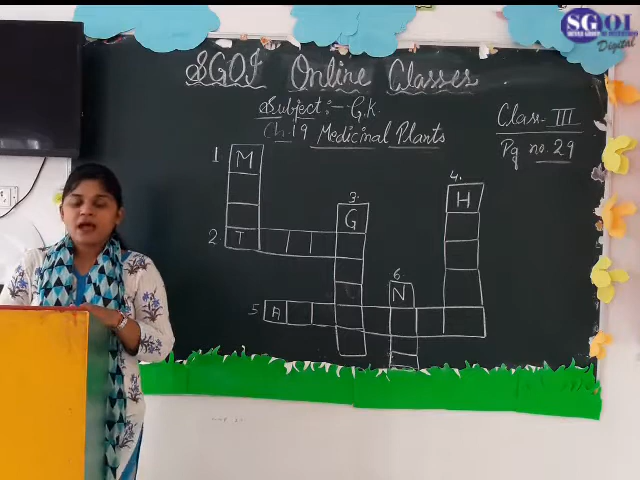 SGOI Online Classes
Subject:- G.K.
Ch.19 Medicinal Plants
Class-III
Pg no. 29
1 M
2. T
3. G
4. H
5 A
6 N
SGOI
Digital